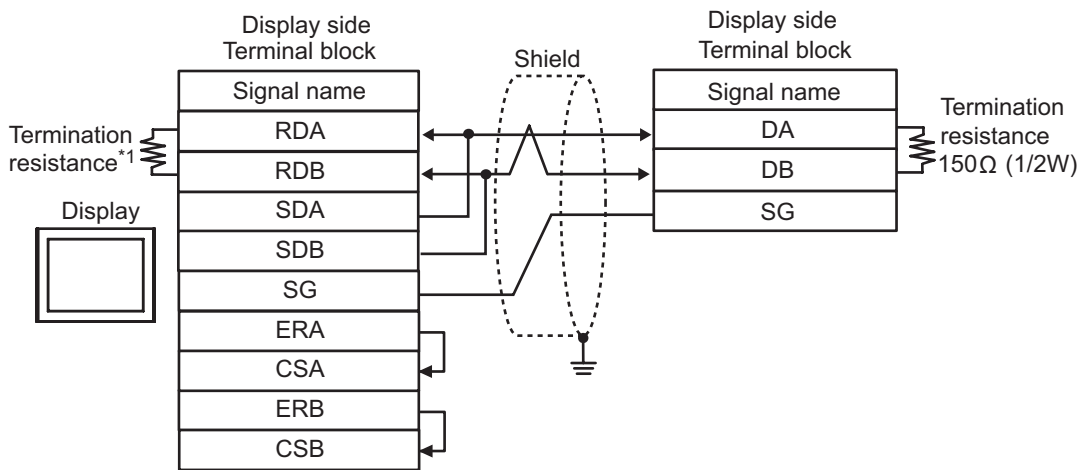 Display side
Terminal block
Signal name
RDA
RDB
SDA
SDB
SG
ERA
CSA
ERB
CSB
Termination
resistance*1
Display
Shield
Display side
Terminal block
Signal name
DA
DB
SG
Termination
resistance
150Ω (1/2W)